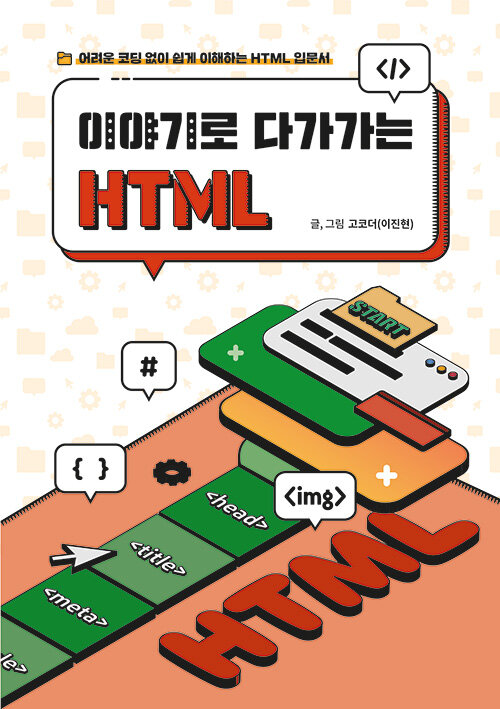 어려운 코딩 없이 쉽게 이해하는 HTML 입문서
</>
이야기로 다가가는
HTML
글, 그림 고코더(이진현)
START
#
{ }
<img>
<head>
<title>
<meta>
HTML